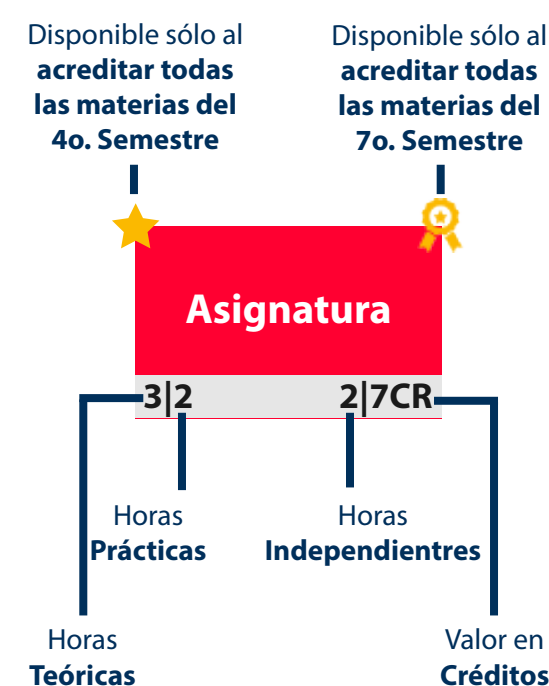 Disponible sólo al
acreditar todas
las materias del
4o. Semestre
Disponible sólo al
acreditar todas
las materias del
7o. Semestre
Asignatura
3|2
2|7CR
Horas
Prácticas
Horas
Independientres
Horas
Teóricas
Valor en
Créditos